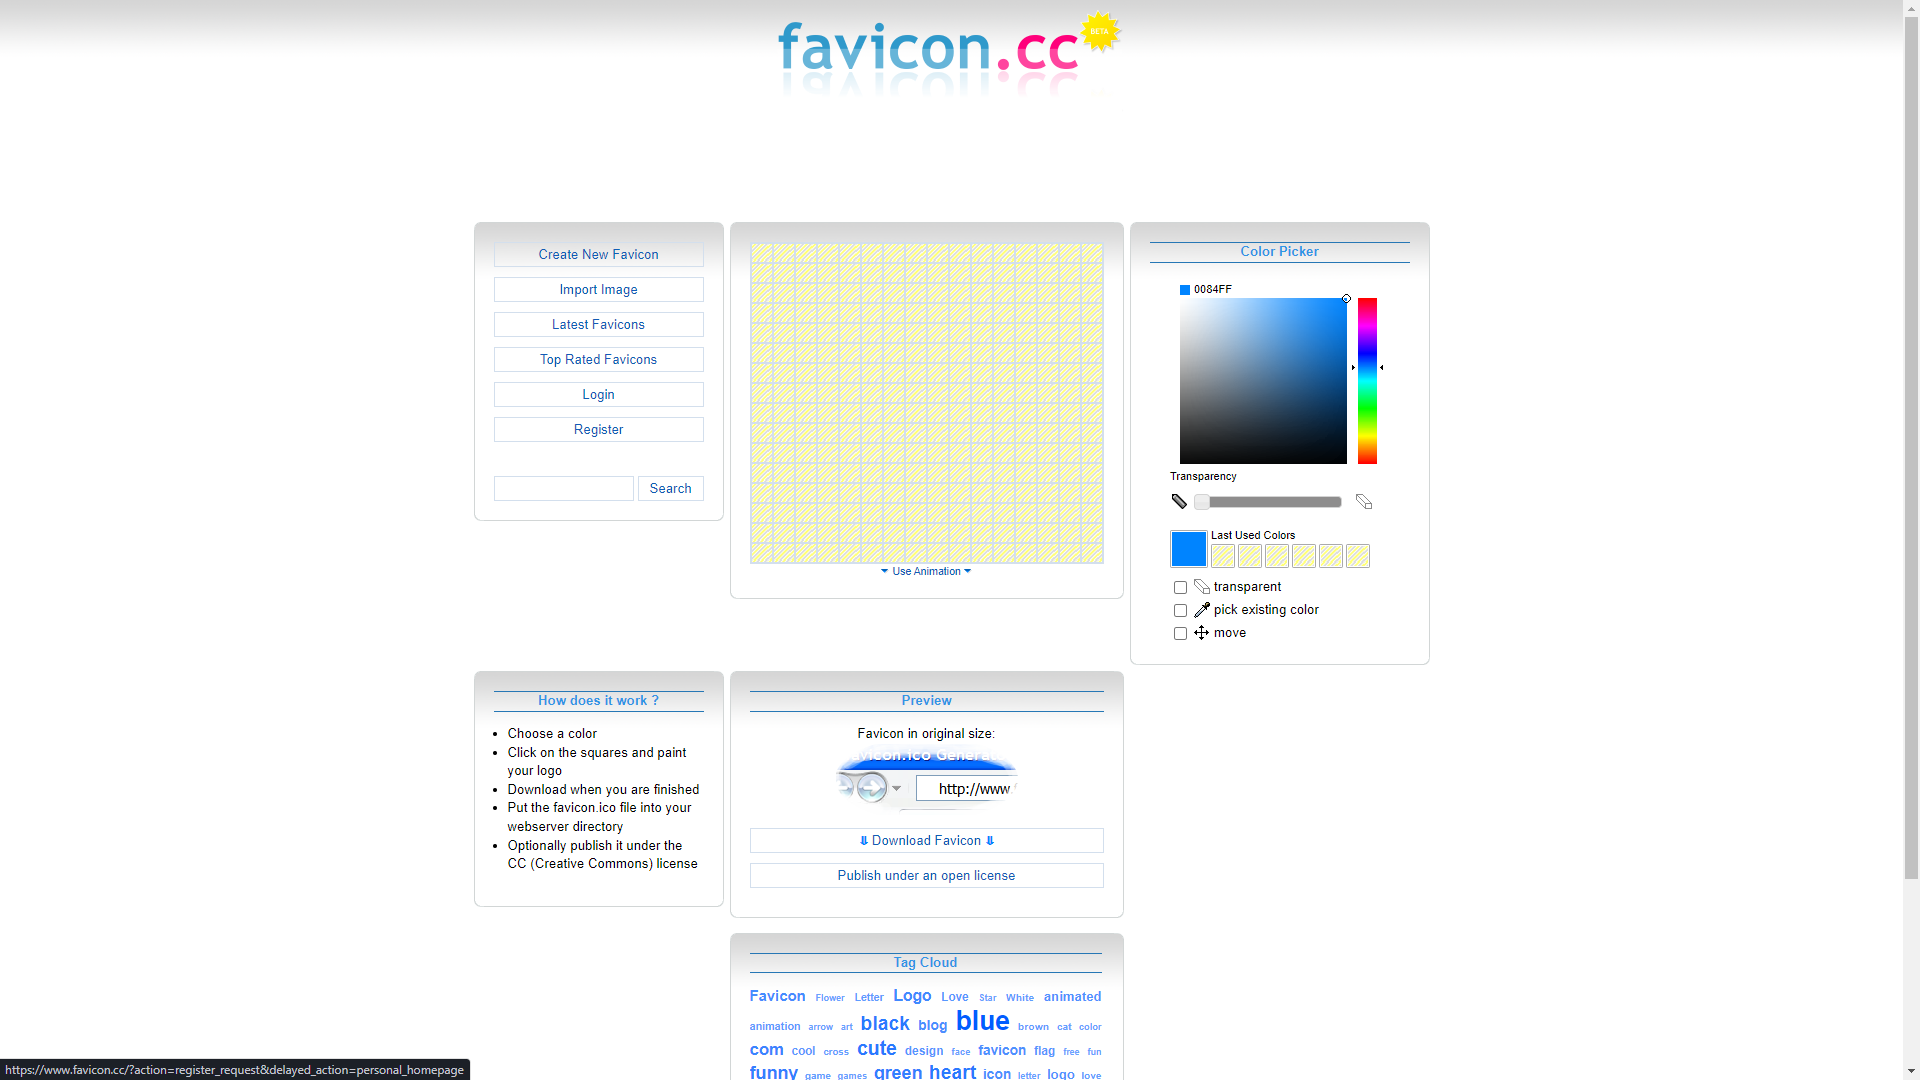 favicon.cc
BETA
Create New Favicon
Import Image
Latest Favicons
Top Rated Favicons
Login
Register
Search
Use Animation
Color Picker
0084FF
Transparency
Last Used Colors
transparent
pick existing color
move
How does it work ?
Choose a color
Click on the squares and paint
your logo
Download when you are finished
Put the favicon.ico file into your
webserver directory
Optionally publish it under the
CC (Creative Commons) license
Preview
Favicon in original size:
http://www
⇓ Download Favicon ⇓
Publish under an open license
Tag Cloud
Favicon Flower Letter Logo Love Star White animated
animation arrow art black blog blue brown cat color
com cool cross cute design face favicon flag free fun
funny game games green heart icon letter logo love
https://www.favicon.cc/?action=register_request&delayed_action=personal_homepage